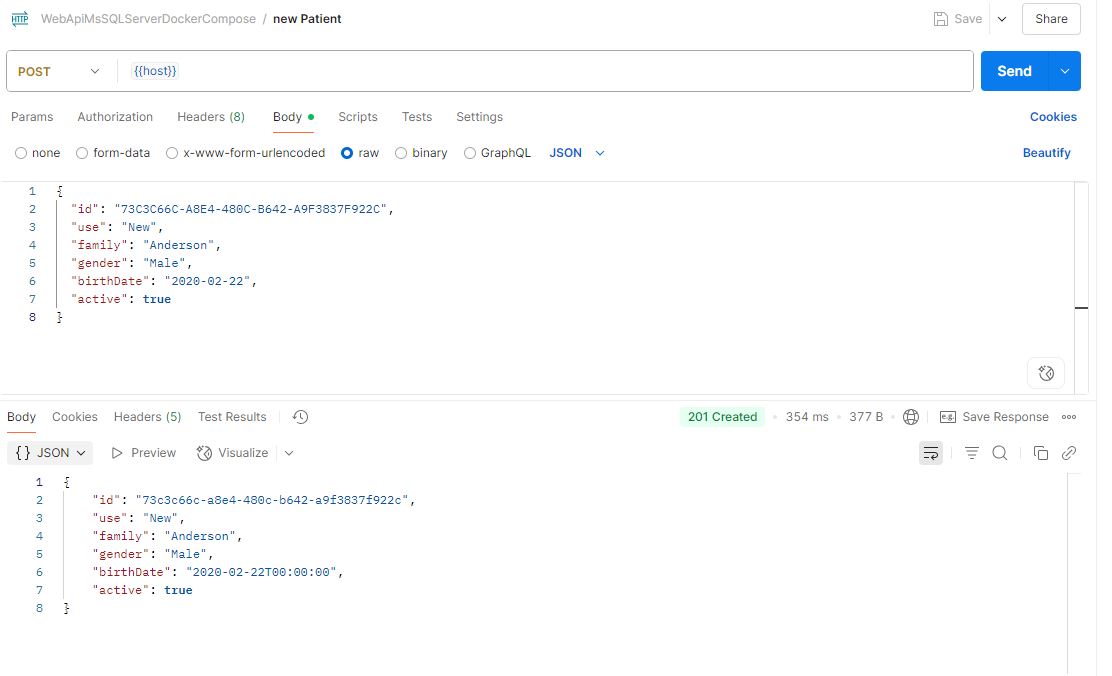 HTTP WebApiMsSQLServerDockerCompose / new Patient Save Share
POST {{host}} Send
Params Authorization Headers (8) Body Scripts Tests Settings Cookies
none form-data x-www-form-urlencoded raw binary GraphQL JSON Beautify
1 {
2 "id": "73C3C66C-A8E4-480C-B642-A9F3837F922C",
3 "use": "New",
4 "family": "Anderson",
5 "gender": "Male",
6 "birthDate": "2020-02-22",
7 "active": true
8 }
Body Cookies Headers (5) Test Results 201 Created 354 ms 377 B e.g. Save Response
{} JSON Preview Visualize
1 {
2 "id": "73c3c66c-a8e4-480c-b642-a9f3837f922c",
3 "use": "New",
4 "family": "Anderson",
5 "gender": "Male",
6 "birthDate": "2020-02-22T00:00:00",
7 "active": true
8 }